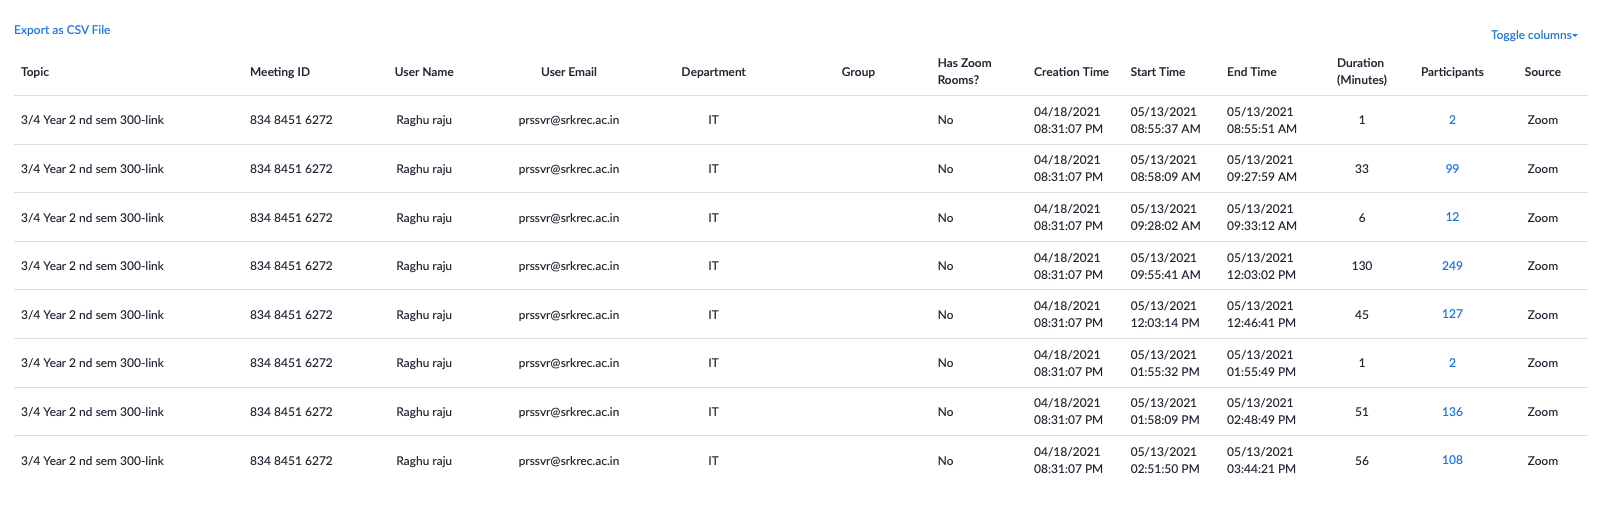 Export as CSV File
Toggle columns
Topic Meeting ID User Name User Email Department Group Has Zoom Rooms? Creation Time Start Time End Time Duration (Minutes) Participants Source
3/4 Year 2 nd sem 300-link 834 8451 6272 Raghu raju prssvr@srkrec.ac.in IT No 04/18/2021 08:31:07 PM 05/13/2021 08:55:37 AM 05/13/2021 08:55:51 AM 1 2 Zoom
3/4 Year 2 nd sem 300-link 834 8451 6272 Raghu raju prssvr@srkrec.ac.in IT No 04/18/2021 08:31:07 PM 05/13/2021 08:58:09 AM 05/13/2021 09:27:59 AM 33 99 Zoom
3/4 Year 2 nd sem 300-link 834 8451 6272 Raghu raju prssvr@srkrec.ac.in IT No 04/18/2021 08:31:07 PM 05/13/2021 09:28:02 AM 05/13/2021 09:33:12 AM 6 12 Zoom
3/4 Year 2 nd sem 300-link 834 8451 6272 Raghu raju prssvr@srkrec.ac.in IT No 04/18/2021 08:31:07 PM 05/13/2021 09:55:41 AM 05/13/2021 12:03:02 PM 130 249 Zoom
3/4 Year 2 nd sem 300-link 834 8451 6272 Raghu raju prssvr@srkrec.ac.in IT No 04/18/2021 08:31:07 PM 05/13/2021 12:03:14 PM 05/13/2021 12:46:41 PM 45 127 Zoom
3/4 Year 2 nd sem 300-link 834 8451 6272 Raghu raju prssvr@srkrec.ac.in IT No 04/18/2021 08:31:07 PM 05/13/2021 01:55:32 PM 05/13/2021 01:55:49 PM 1 2 Zoom
3/4 Year 2 nd sem 300-link 834 8451 6272 Raghu raju prssvr@srkrec.ac.in IT No 04/18/2021 08:31:07 PM 05/13/2021 01:58:09 PM 05/13/2021 02:48:49 PM 51 136 Zoom
3/4 Year 2 nd sem 300-link 834 8451 6272 Raghu raju prssvr@srkrec.ac.in IT No 04/18/2021 08:31:07 PM 05/13/2021 02:51:50 PM 05/13/2021 03:44:21 PM 56 108 Zoom